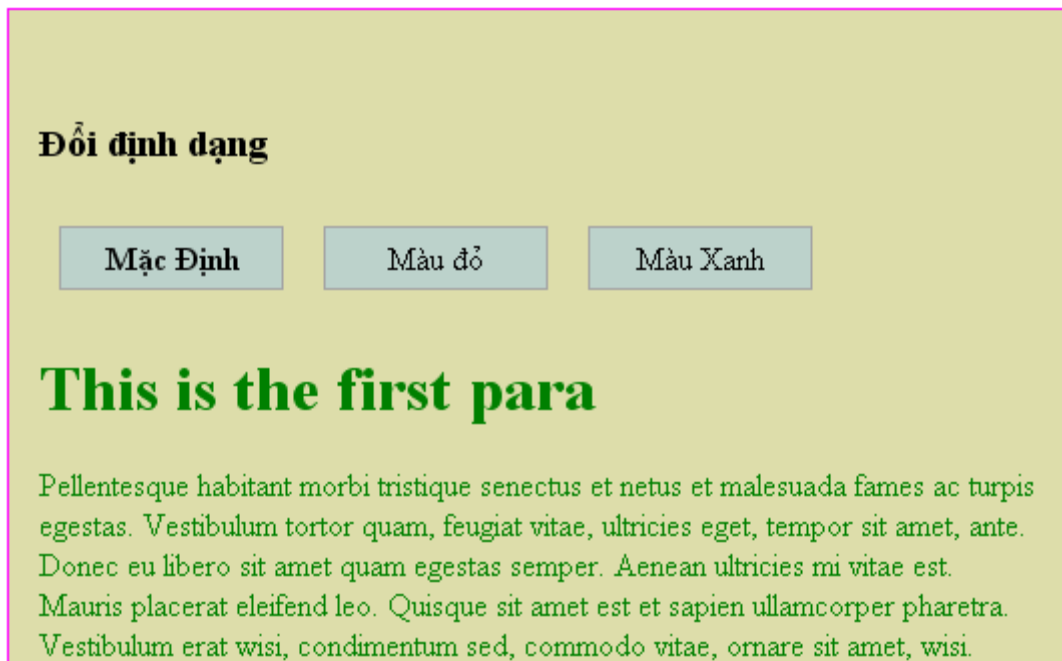 Đổi định dạng
Mặc Định Màu đỏ Màu Xanh
This is the first para
Pellentesque habitant morbi tristique senectus et netus et malesuada fames ac turpis
egestas. Vestibulum tortor quam, feugiat vitae, ultricies eget, tempor sit amet, ante.
Donec eu libero sit amet quam egestas semper. Aenean ultricies mi vitae est.
Mauris placerat eleifend leo. Quisque sit amet est et sapien ullamcorper pharetra.
Vestibulum erat wisi, condimentum sed, commodo vitae, ornare sit amet, wisi.